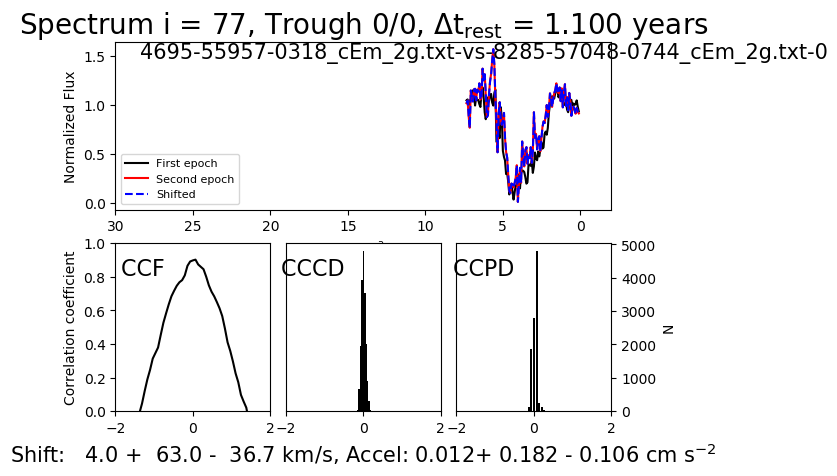 Spectrum i = 77, Trough 0/0, Δt_rest = 1.100 years
4695-55957-0318_cEm_2g.txt-vs-8285-57048-0744_cEm_2g.txt-0
Normalized Flux
1.5
1.0
0.5
0.0
First epoch
Second epoch
Shifted
30 25 20 15 10 5 0
Correlation coefficient
1.0
0.8
0.6
0.4
0.2
0.0
CCF
CCCD
CCPD
5000
4000
3000
2000
1000
0
N
−2 0 2
−2 0 2
−2 0 2
Shift: 4.0 + 63.0 - 36.7 km/s, Accel: 0.012+ 0.182 - 0.106 cm s⁻²